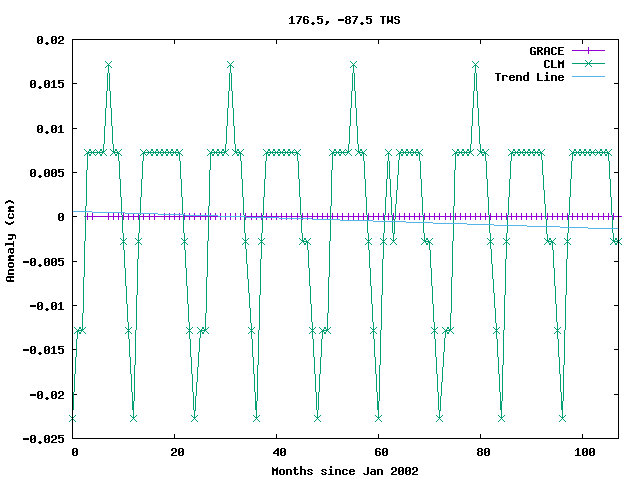 176.5, -87.5 TWS
GRACE
CLM
Trend Line
0.02
0.015
0.01
0.005
0
-0.005
-0.01
-0.015
-0.02
-0.025
Anomaly (cm)
0 20 40 60 80 100
Months since Jan 2002